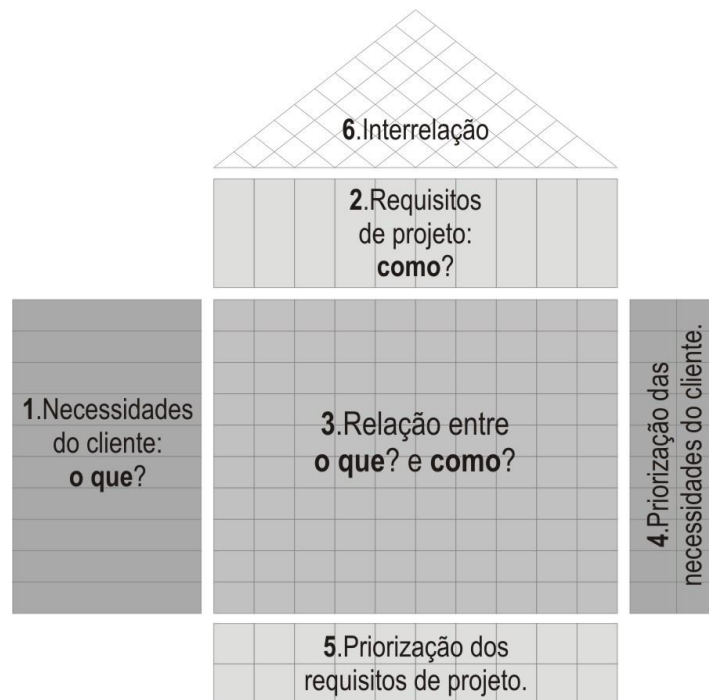 6.Interrelação
2.Requisitos
de projeto:
como?
1.Necessidades
do cliente:
o que?
3.Relação entre
o que? e como?
4.Priorização das
necessidades do cliente.
5.Priorização dos
requisitos de projeto.